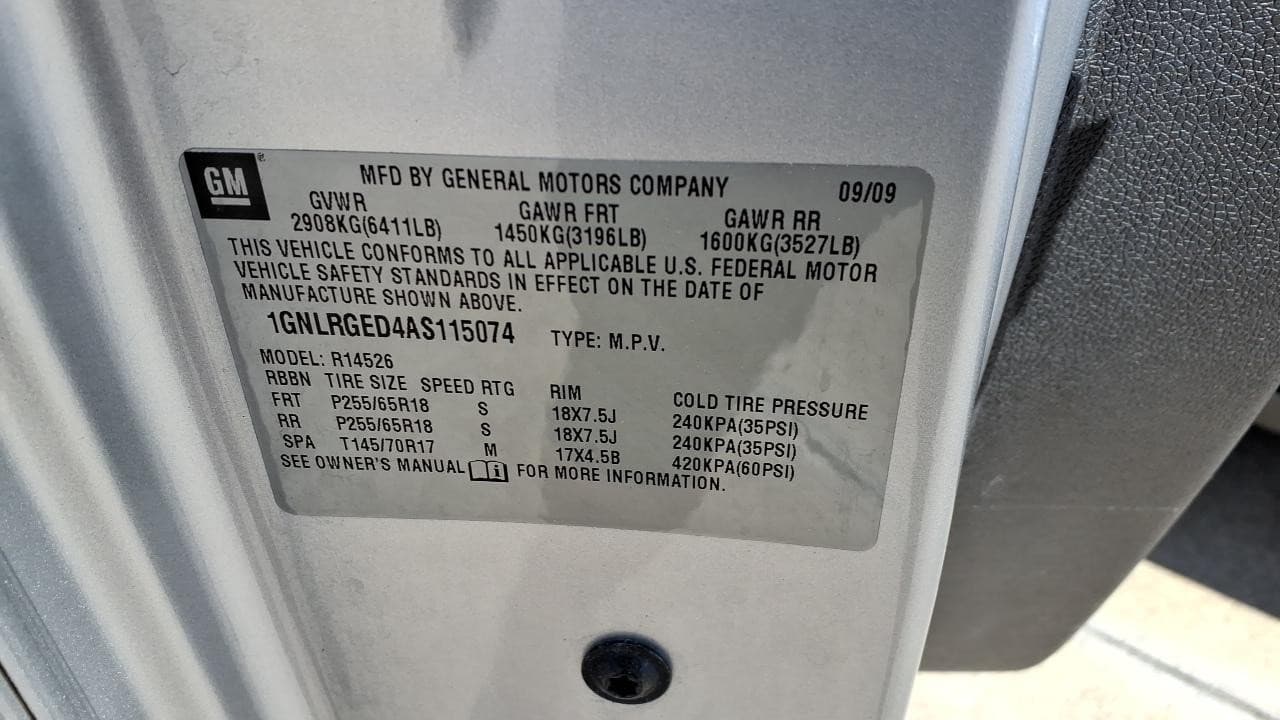 GM®
MFD BY GENERAL MOTORS COMPANY 09/09
GVWR GAWR FRT GAWR RR
2908KG(6411LB) 1450KG(3196LB) 1600KG(3527LB)
THIS VEHICLE CONFORMS TO ALL APPLICABLE U.S. FEDERAL MOTOR
VEHICLE SAFETY STANDARDS IN EFFECT ON THE DATE OF
MANUFACTURE SHOWN ABOVE.
1GNLRGED4AS115074 TYPE: M.P.V.
MODEL: R14526
RBBN TIRE SIZE SPEED RTG RIM COLD TIRE PRESSURE
FRT P255/65R18 S 18X7.5J 240KPA(35PSI)
RR P255/65R18 S 18X7.5J 240KPA(35PSI)
SPA T145/70R17 M 17X4.5B 420KPA(60PSI)
SEE OWNER'S MANUAL i FOR MORE INFORMATION.